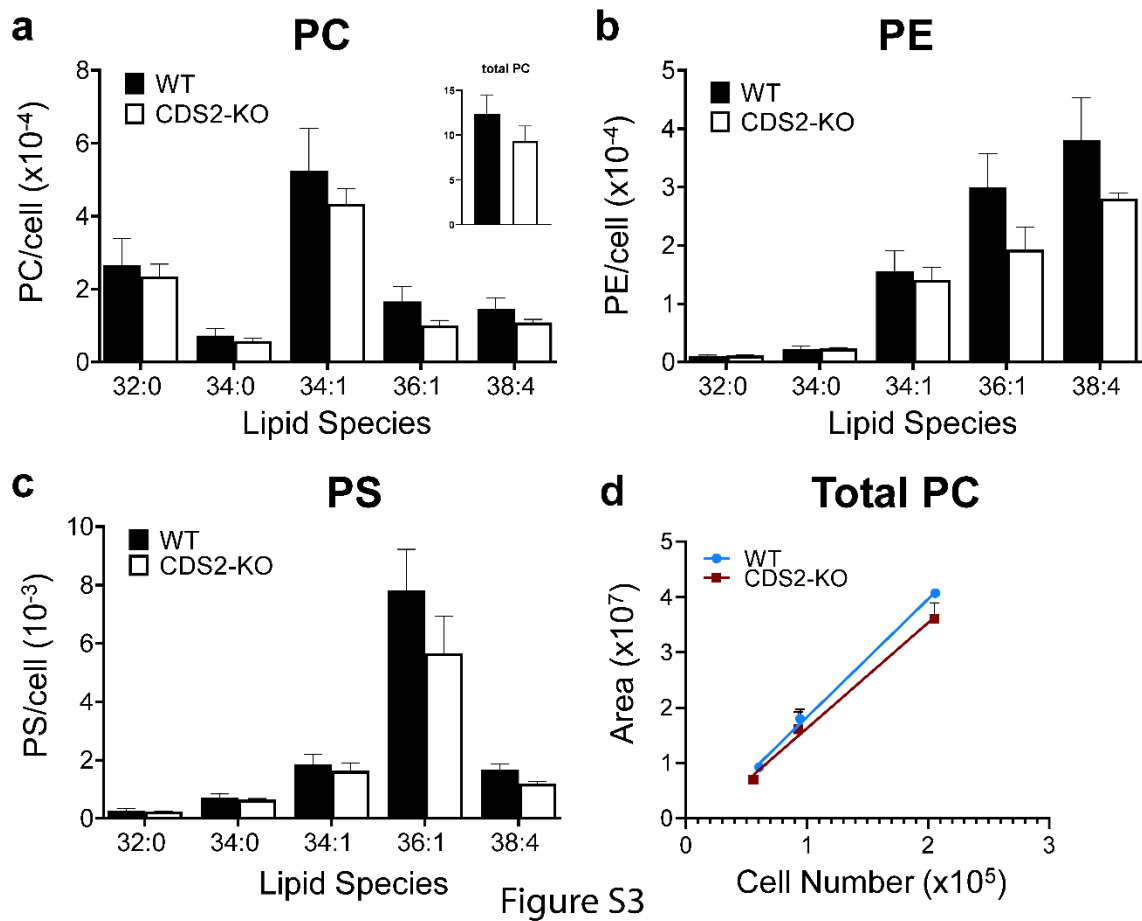 a
PC
WT
CDS2-KO
total PC
15
10
5
0
8
6
4
2
0
PC/cell (x10⁻⁴)
32:0 34:0 34:1 36:1 38:4
Lipid Species
b
PE
WT
CDS2-KO
5
4
3
2
1
0
PE/cell (x10⁻⁴)
32:0 34:0 34:1 36:1 38:4
Lipid Species
c
PS
WT
CDS2-KO
10
8
6
4
2
0
PS/cell (10⁻³)
32:0 34:0 34:1 36:1 38:4
Lipid Species
d
Total PC
WT
CDS2-KO
5
4
3
2
1
0
Area (x10⁷)
0 1 2 3
Cell Number (x10⁵)
Figure S3